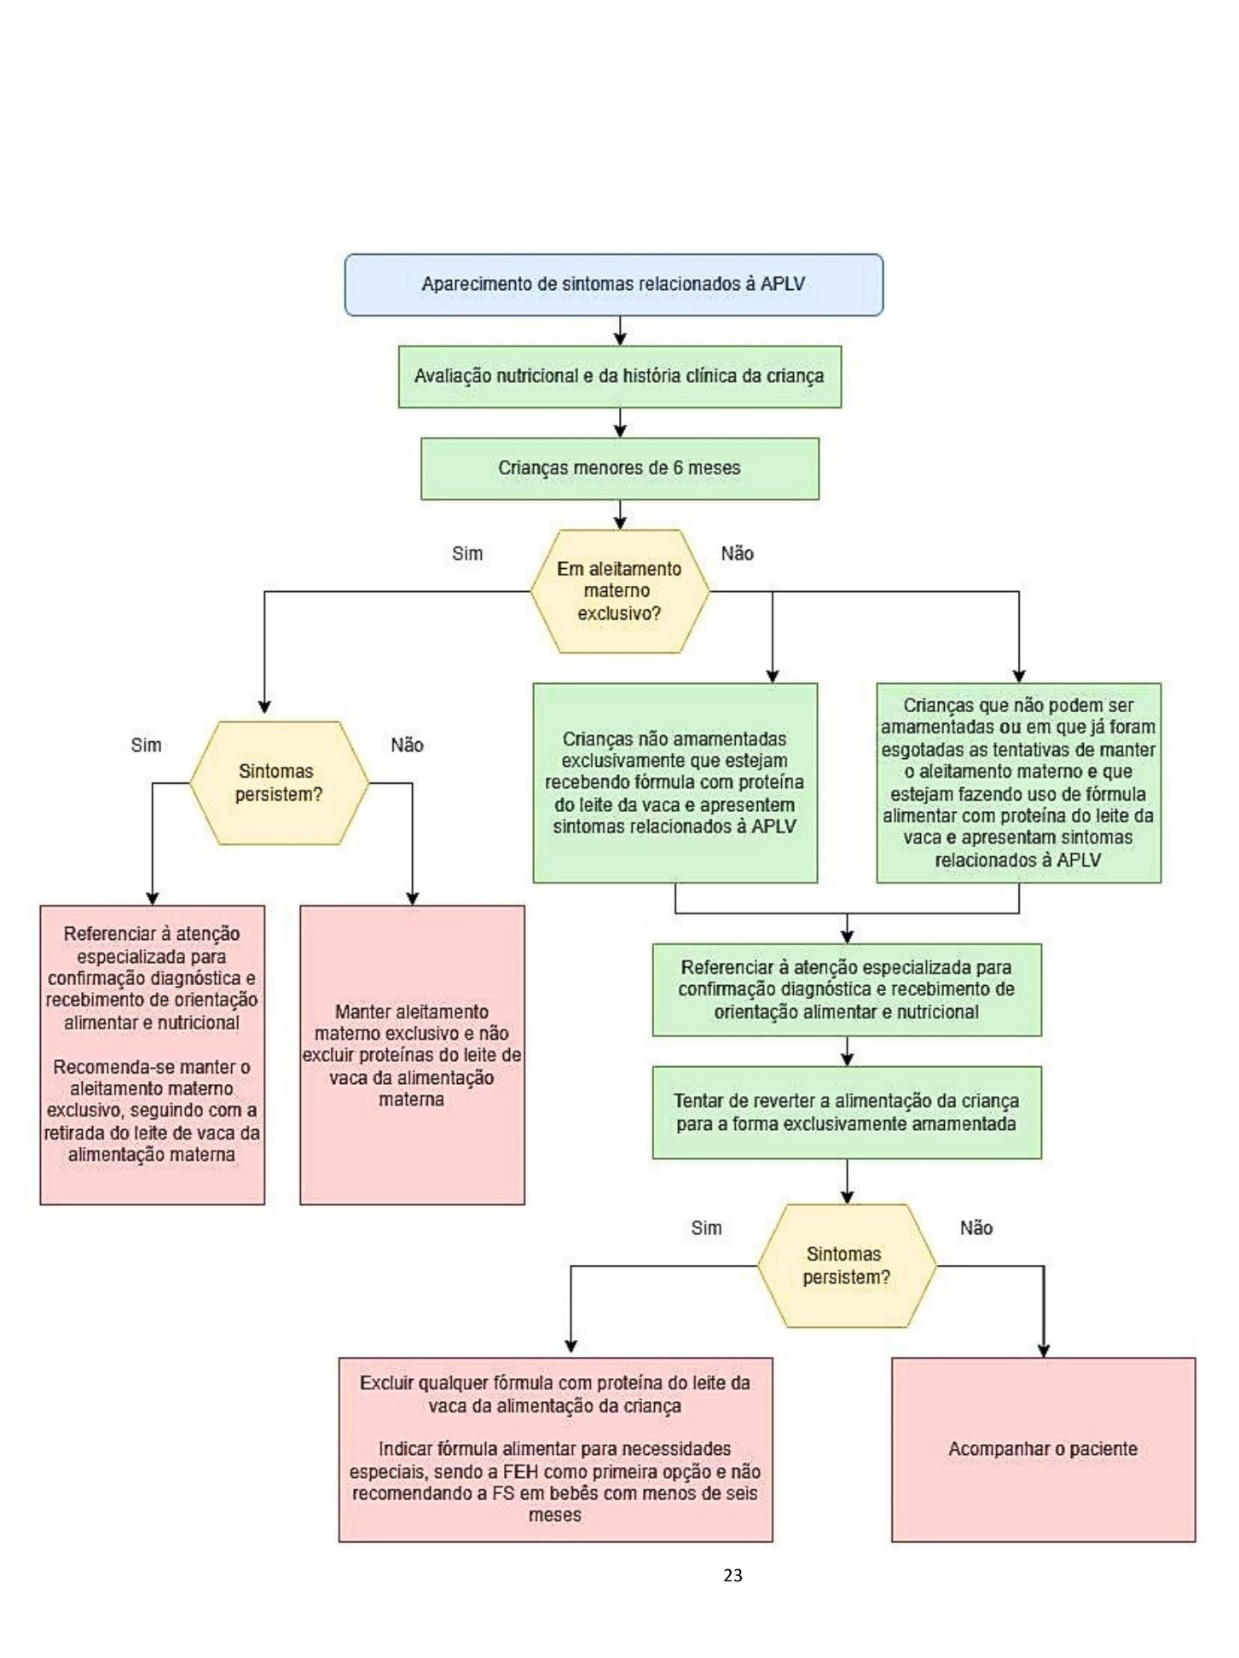 Aparecimento de sintomas relacionados à APLV
Avaliação nutricional e da história clínica da criança
Crianças menores de 6 meses
Sim
Não
Em aleitamento
materno
exclusivo?
Sim
Não
Sintomas
persistem?
Crianças não amamentadas
exclusivamente que estejam
recebendo fórmula com proteína
do leite da vaca e apresentem
sintomas relacionados à APLV
Crianças que não podem ser
amamentadas ou em que já foram
esgotadas as tentativas de manter
o aleitamento materno e que
estejam fazendo uso de fórmula
alimentar com proteína do leite da
vaca e apresentam sintomas
relacionados à APLV
Referenciar à atenção
especializada para
confirmação diagnóstica e
recebimento de orientação
alimentar e nutricional
Recomenda-se manter o
aleitamento materno
exclusivo, seguindo com a
retirada do leite de vaca da
alimentação materna
Manter aleitamento
materno exclusivo e não
excluir proteínas do leite de
vaca da alimentação
materna
Referenciar à atenção especializada para
confirmação diagnóstica e recebimento de
orientação alimentar e nutricional
Tentar de reverter a alimentação da criança
para a forma exclusivamente amamentada
Sim
Não
Sintomas
persistem?
Excluir qualquer fórmula com proteína do leite da
vaca da alimentação da criança
Indicar fórmula alimentar para necessidades
especiais, sendo a FEH como primeira opção e não
recomendando a FS em bebês com menos de seis
meses
Acompanhar o paciente
23